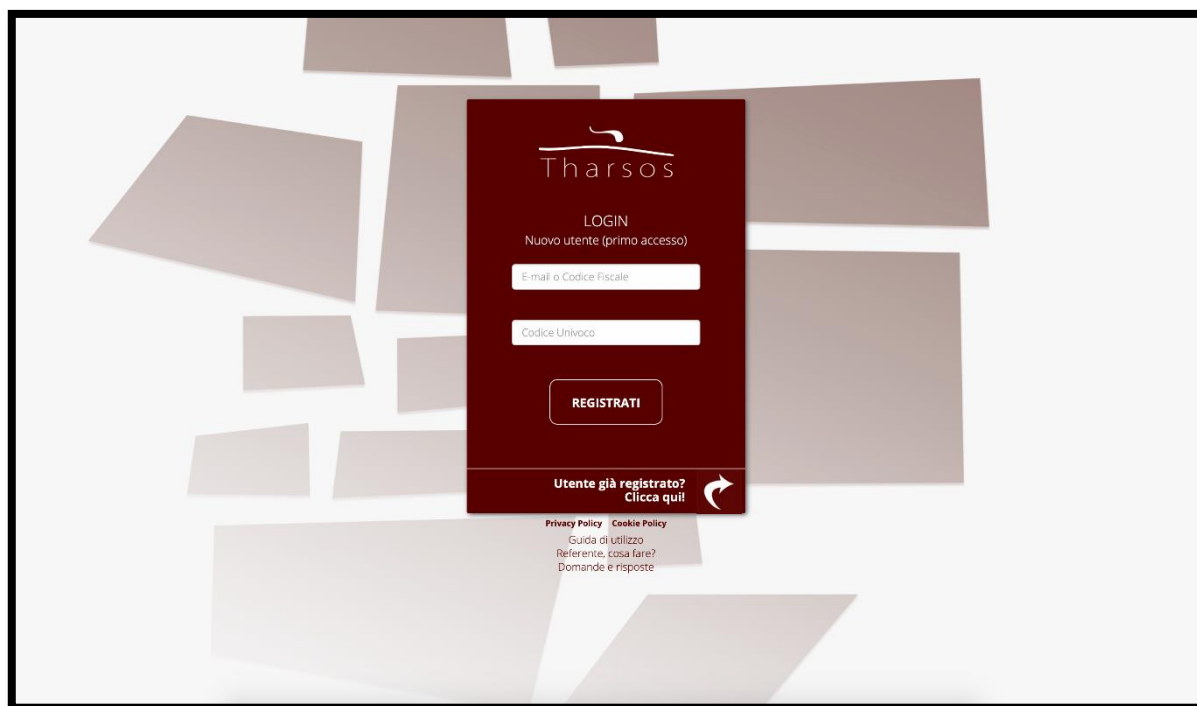 Tharsos
LOGIN
Nuovo utente (primo accesso)
E-mail o Codice Fiscale
Codice Univoco
REGISTRATI
Utente già registrato?
Clicca qui!
Privacy Policy Cookie Policy
Guida di utilizzo
Referente, cosa fare?
Domande e risposte